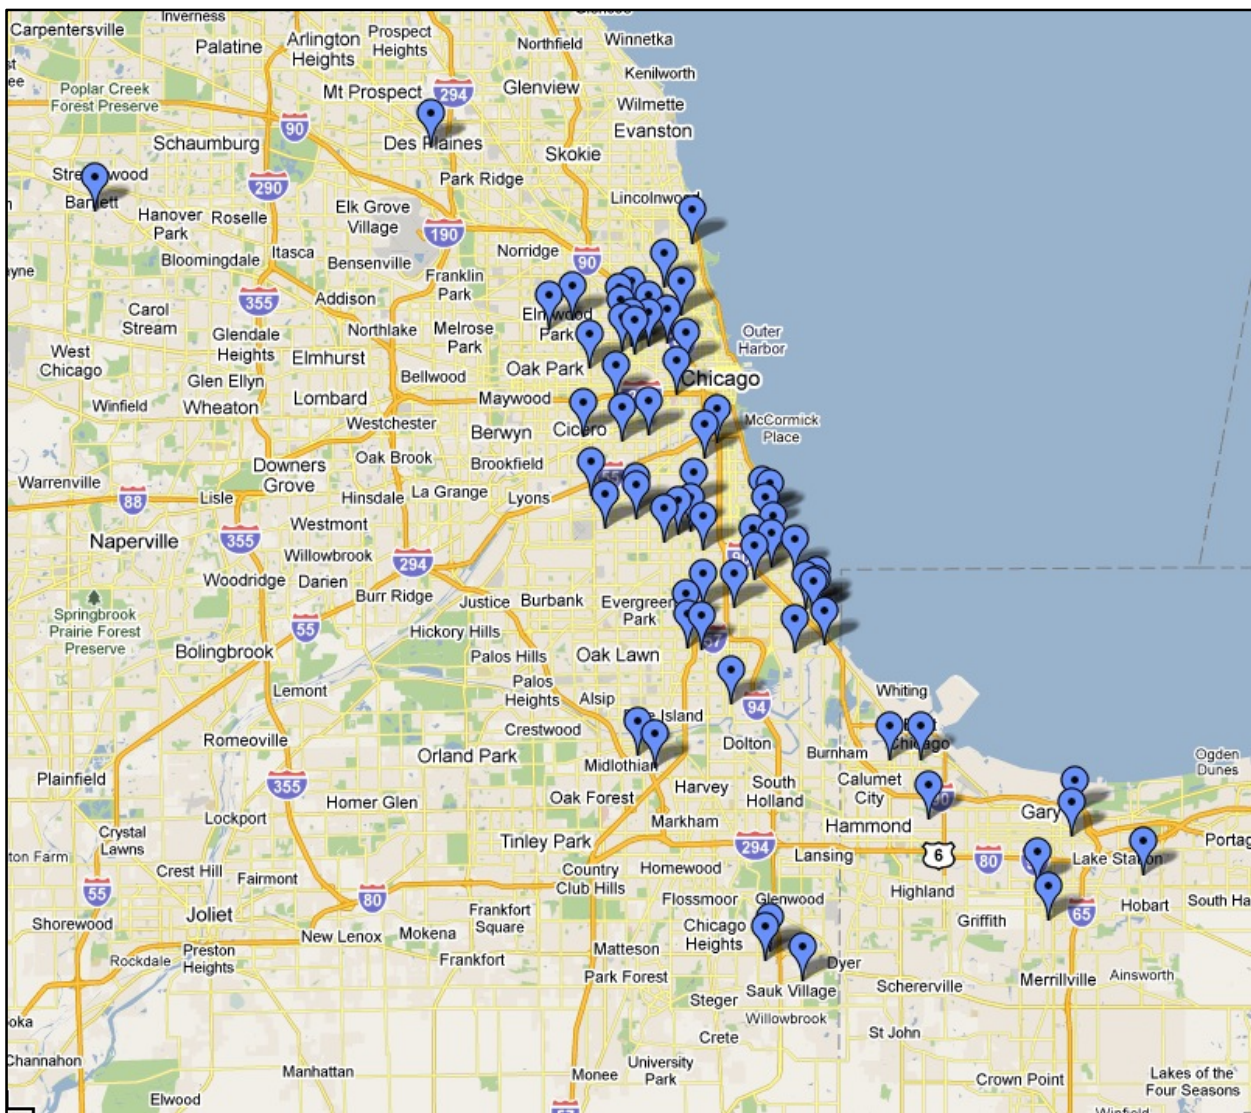 Inverness
Carpentersville
Palatine
Arlington
Heights
Prospect
Heights
Northfield
Winnetka
Kenilworth
Poplar Creek
Forest Preserve
Mt Prospect
294
Glenview
Wilmette
90
Schaumburg
Des Plaines
Evanston
Skokie
290
Park Ridge
Lincolnwood
Hanover
Park
Roselle
Elk Grove
Village
190
Itasca
Norridge
90
Bloomingdale
Bensenville
Franklin
Park
355
Addison
Carol
Stream
Glendale
Heights
Northlake
Melrose
Park
Park
Outer
Harbor
West
Chicago
Elmhurst
Oak Park
Glen Ellyn
Bellwood
Chicago
Winfield
Wheaton
Lombard
Maywood
Westchester
Berwyn
Cicero
McCormick
Place
Oak Brook
Brookfield
Warrenville
Downers
Grove
88
Lisle
Hinsdale
La Grange
Lyons
Naperville
355
Westmont
Willowbrook
294
Woodridge
Darien
Burr Ridge
Justice
Burbank
Evergreen
Park
Springbrook
Prairie Forest
Preserve
55
Hickory Hills
57
Bolingbrook
Palos Hills
Oak Lawn
Lemont
Palos
Heights
Alsip
94
Whiting
Island
Crestwood
Romeoville
Orland Park
Dolton
Burnham
Chicago
Ogden
Dunes
Plainfield
355
Midlothian
Homer Glen
Oak Forest
Harvey
South
Holland
Calumet
City
Gary
Lockport
Markham
Hammond
Crystal
Lawns
Tinley Park
294
Lansing
6
80
Lake Station
Portag
ton Farm
Crest Hill
Fairmont
Country
Club Hills
Homewood
55
80
Flossmoor
Glenwood
Highland
Hobart
South Ha
Shorewood
Joliet
Frankfort
Square
Chicago
Heights
Griffith
65
New Lenox
Mokena
Rockdale
Preston
Heights
Frankfort
Matteson
Dyer
Park Forest
Sauk Village
Schererville
Merrillville
Ainsworth
Steger
Willowbrook
Crete
St John
Channahon
Manhattan
University
Park
Monee
Crown Point
Lakes of the
Four Seasons
Elwood